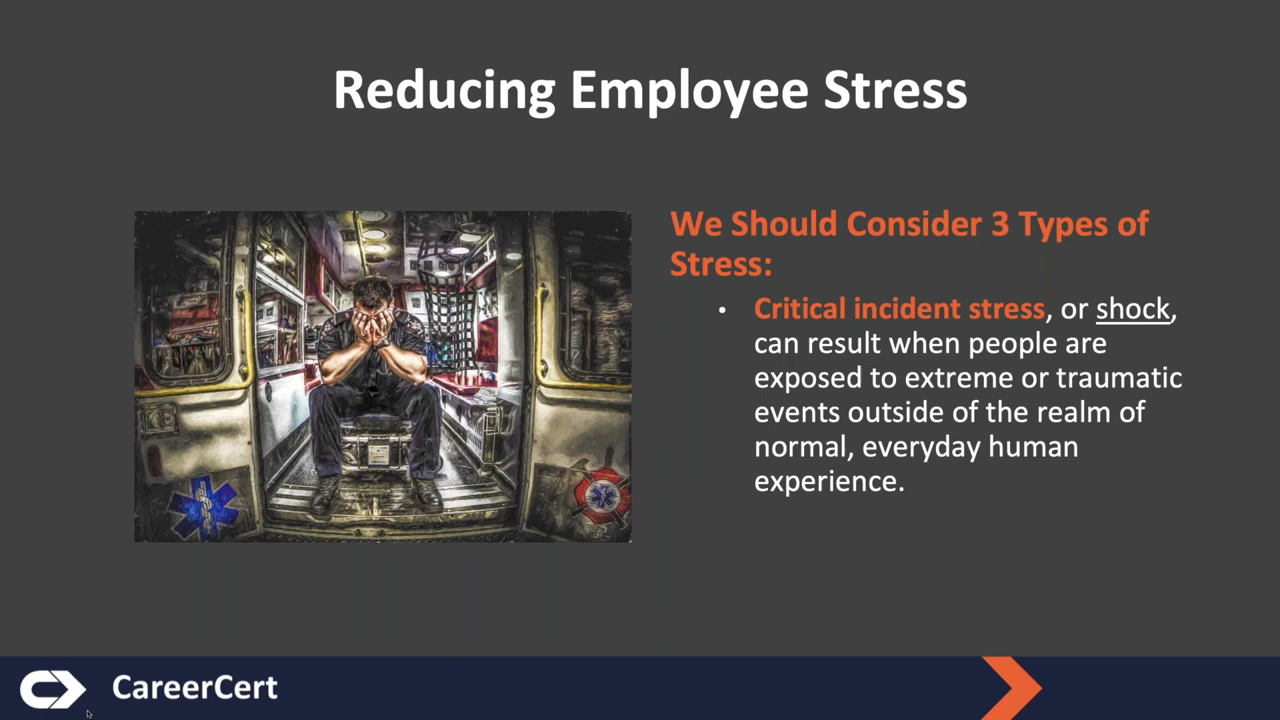 Reducing Employee Stress
We Should Consider 3 Types of
Stress:
• Critical incident stress, or shock,
can result when people are
exposed to extreme or traumatic
events outside of the realm of
normal, everyday human
experience.
CareerCert